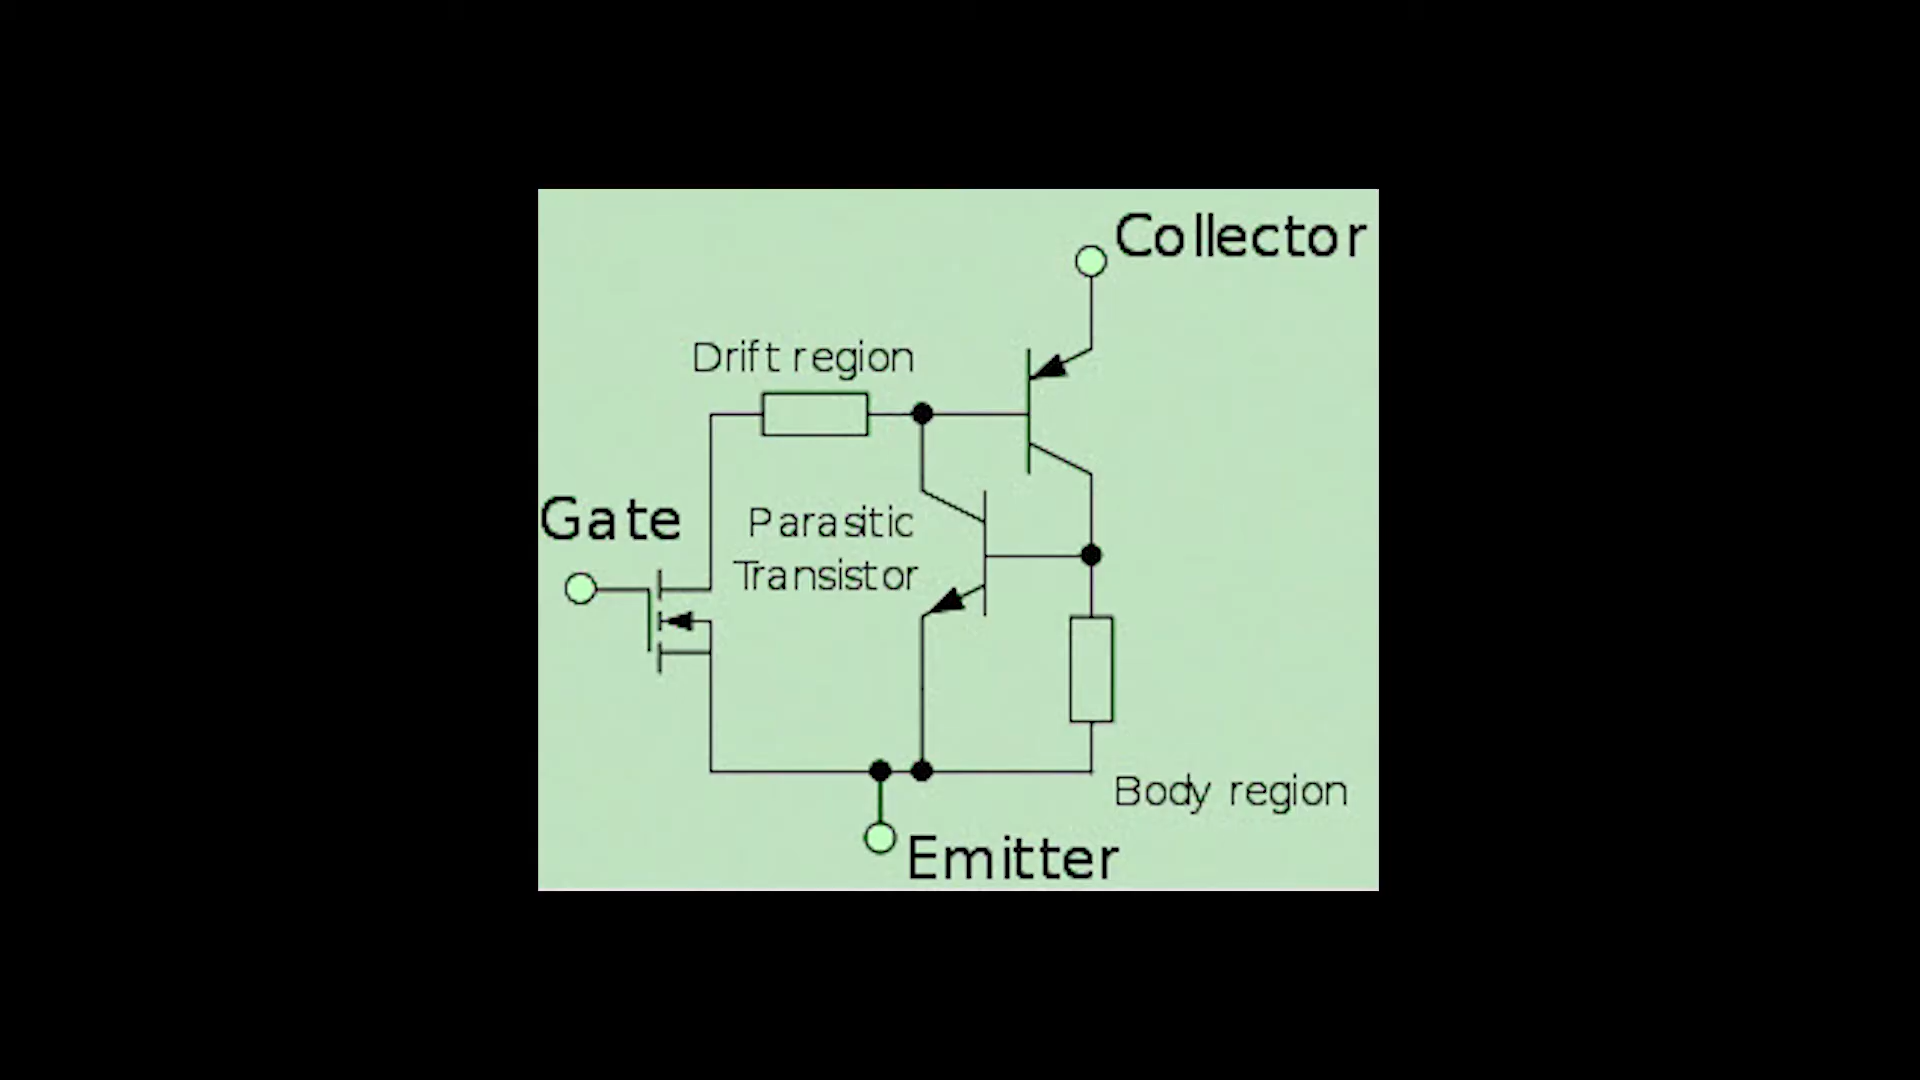 Collector
Drift region
Gate
Parasitic
Transistor
Body region
Emitter